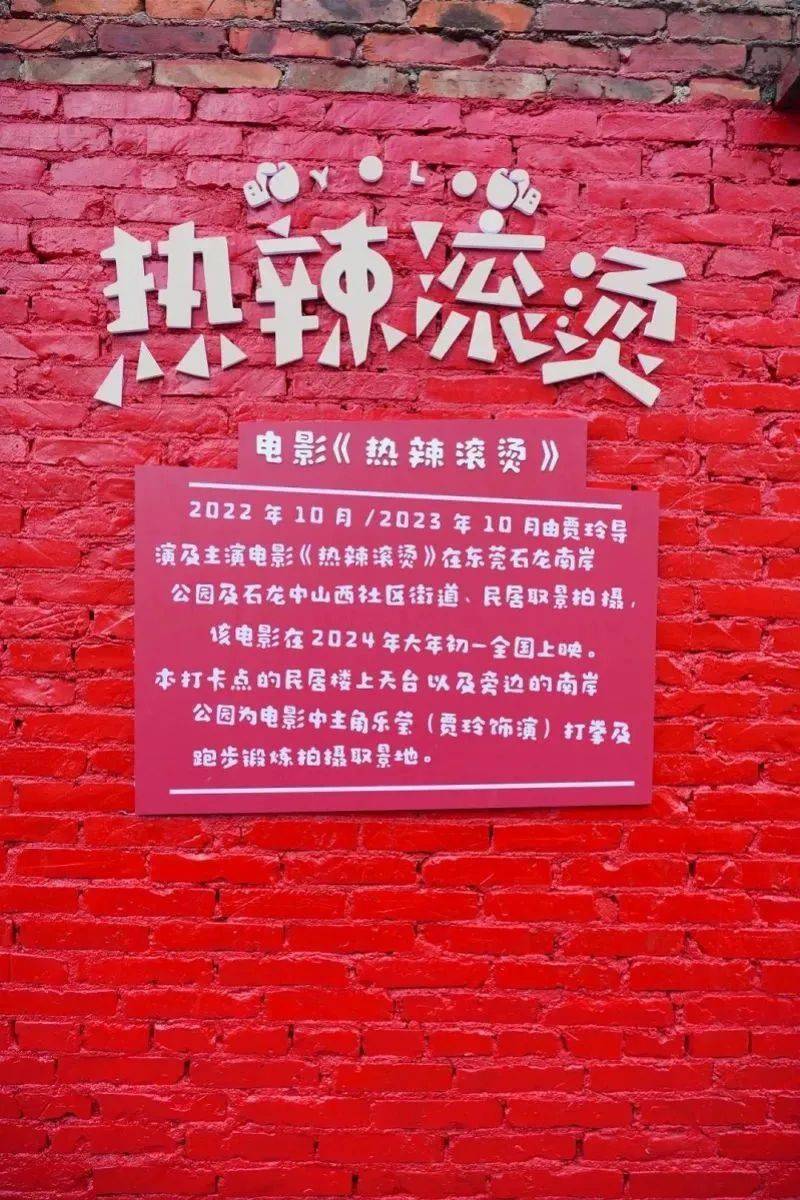 YOLO
热辣滚烫
电影《热辣滚烫》
2022年10月/2023年10月由贾玲导
演及主演电影《热辣滚烫》在东莞石龙南岸
公园及石龙中山西社区街道、民居取景拍摄，
该电影在2024年大年初一全国上映。
本打卡点的民居楼上天台以及旁边的南岸
公园为电影中主角乐莹（贾玲饰演）打拳及
跑步锻炼拍摄取景地。